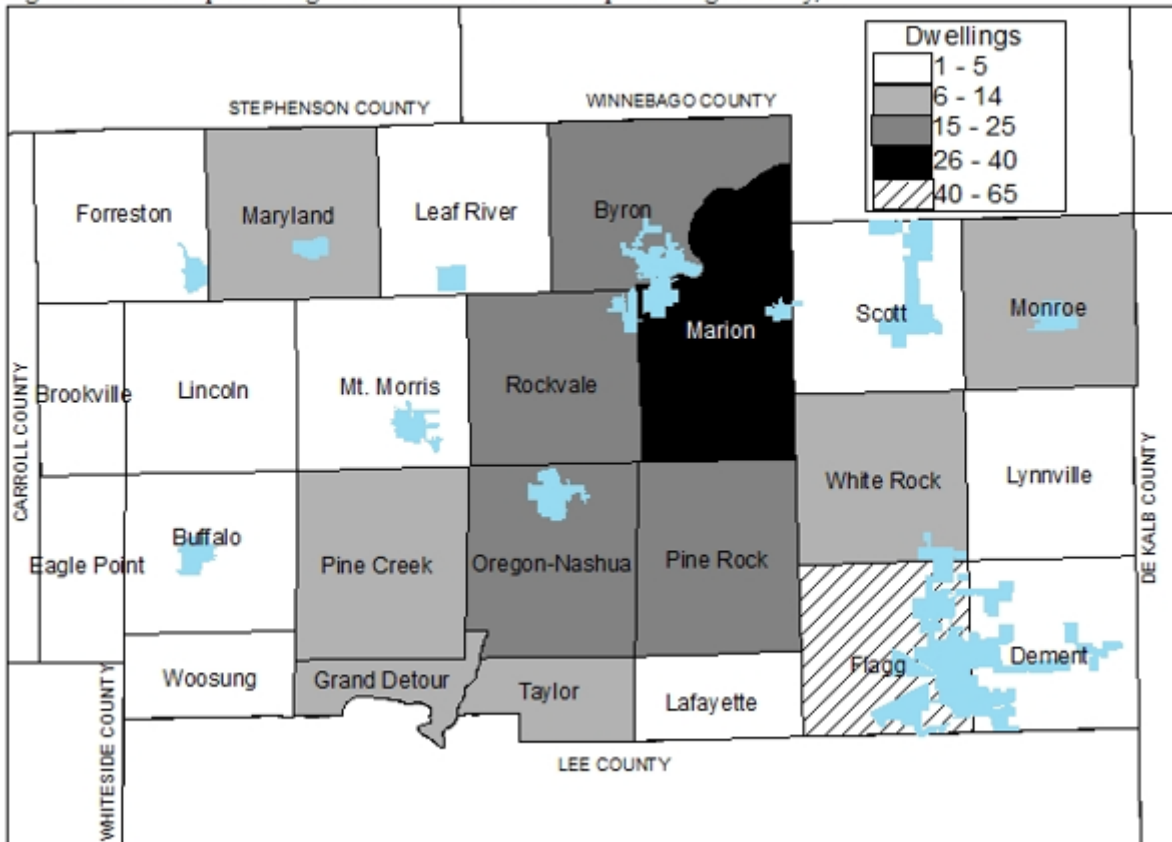 Dwellings
1 - 5
6 - 14
15 - 25
26 - 40
40 - 65
STEPHENSON COUNTY
WINNEBAGO COUNTY
Forreston
Maryland
Leaf River
Byron
Scott
Monroe
Marion
Brookville
Lincoln
Mt. Morris
Rockvale
CARROLL COUNTY
White Rock
Lynnville
DE KALB COUNTY
Eagle Point
Buffalo
Pine Creek
Oregon-Nashua
Pine Rock
Flagg
Dement
Woosung
Grand Detour
Taylor
Lafayette
WHITESIDE COUNTY
LEE COUNTY